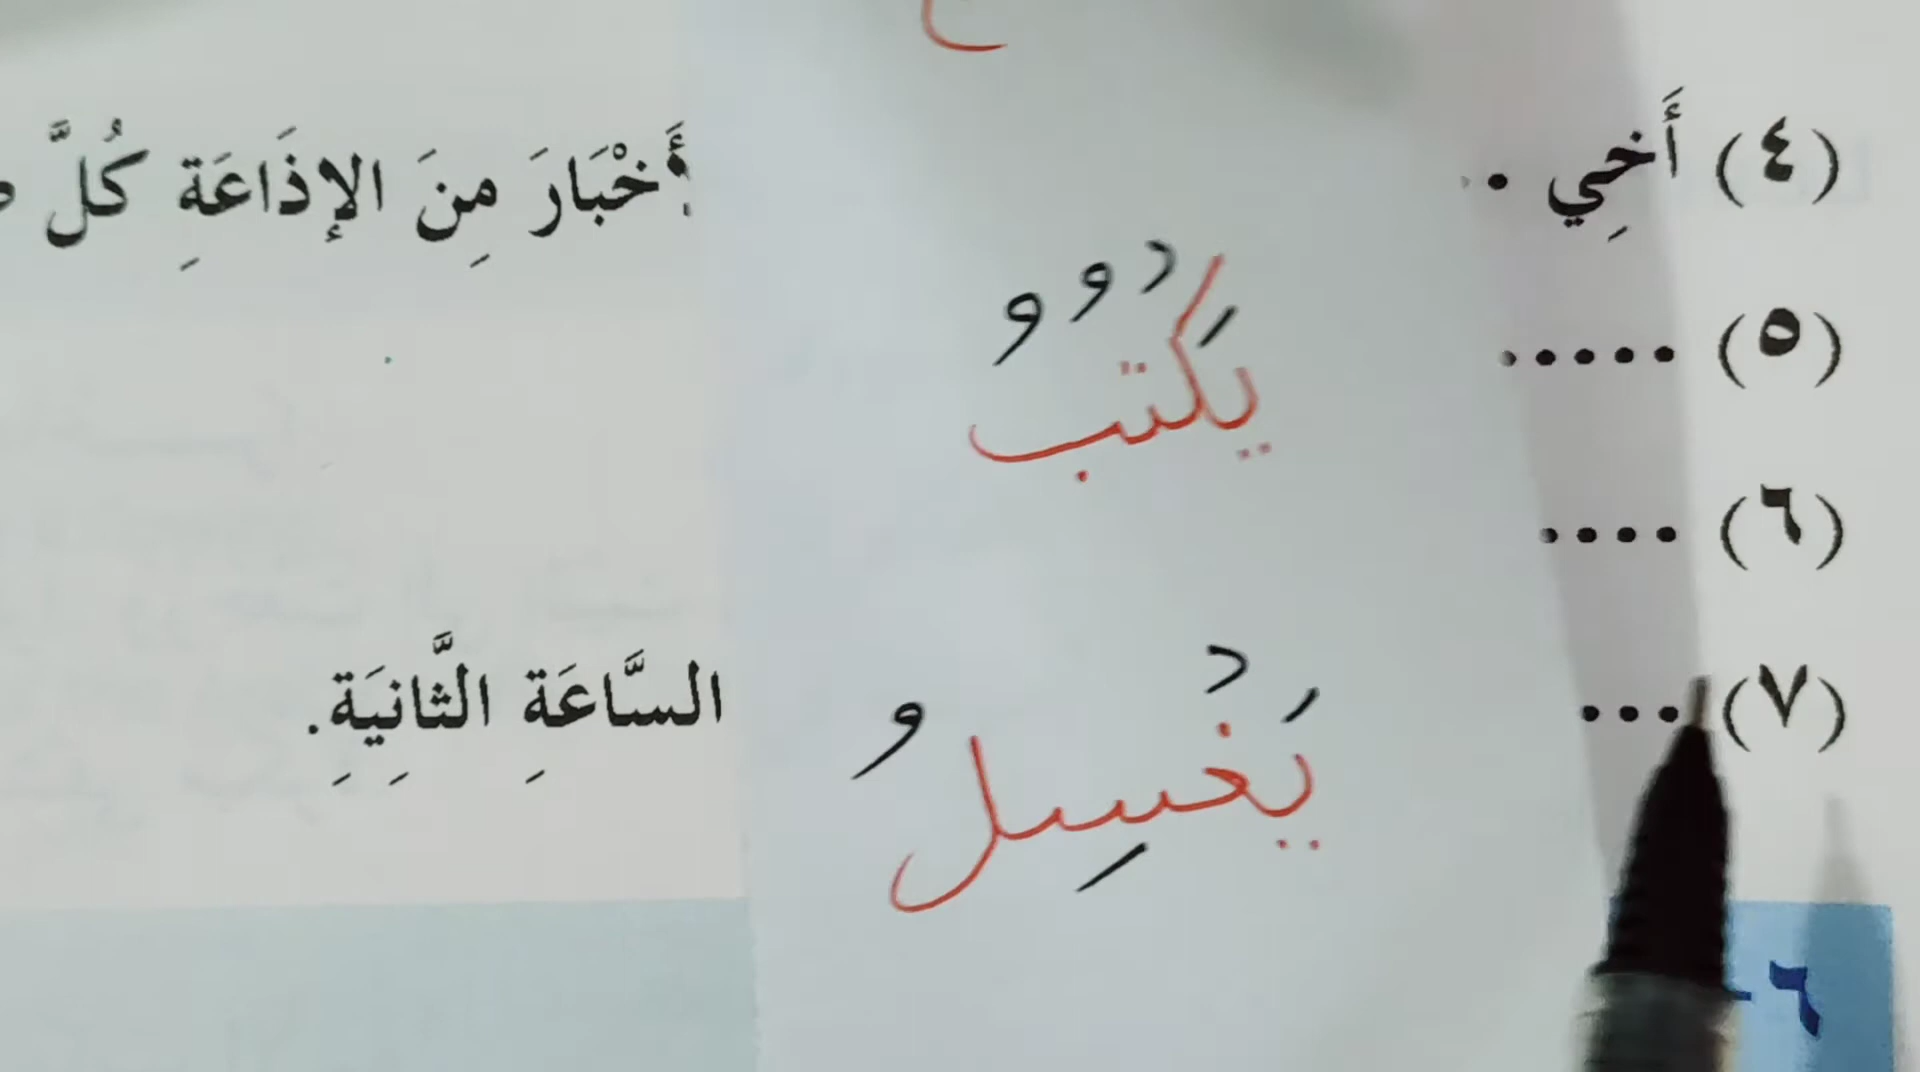 (٤) أَخِي ..
أَخْبَارَ مِنَ الإِذَاعَةِ كُلَّ
(٥) .....
يَكْتُبُ
(٦) ....
(٧) ...
السَّاعَةِ الثَّانِيَةِ.
يَغْسِلُ
٦-